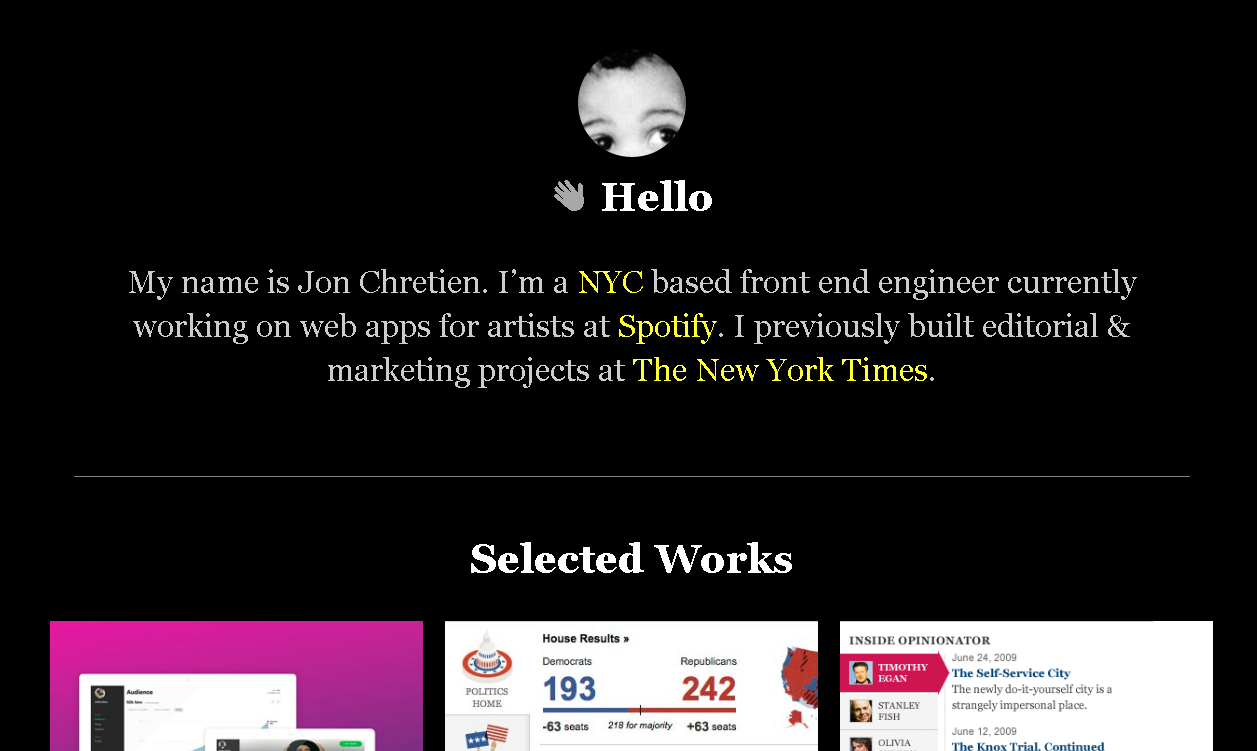 Hello
My name is Jon Chretien. I’m a NYC based front end engineer currently
working on web apps for artists at Spotify. I previously built editorial &
marketing projects at The New York Times.
Selected Works
Audience
House Results »
Democrats Republicans
193 242
-63 seats 218 for majority +63 seats
POLITICS
HOME
INSIDE OPINIONATOR
TIMOTHY
EGAN
STANLEY
FISH
OLIVIA
June 24, 2009
The Self-Service City
The newly do-it-yourself city is a
strangely impersonal place.
June 12, 2009
The Knox Trial, Continued